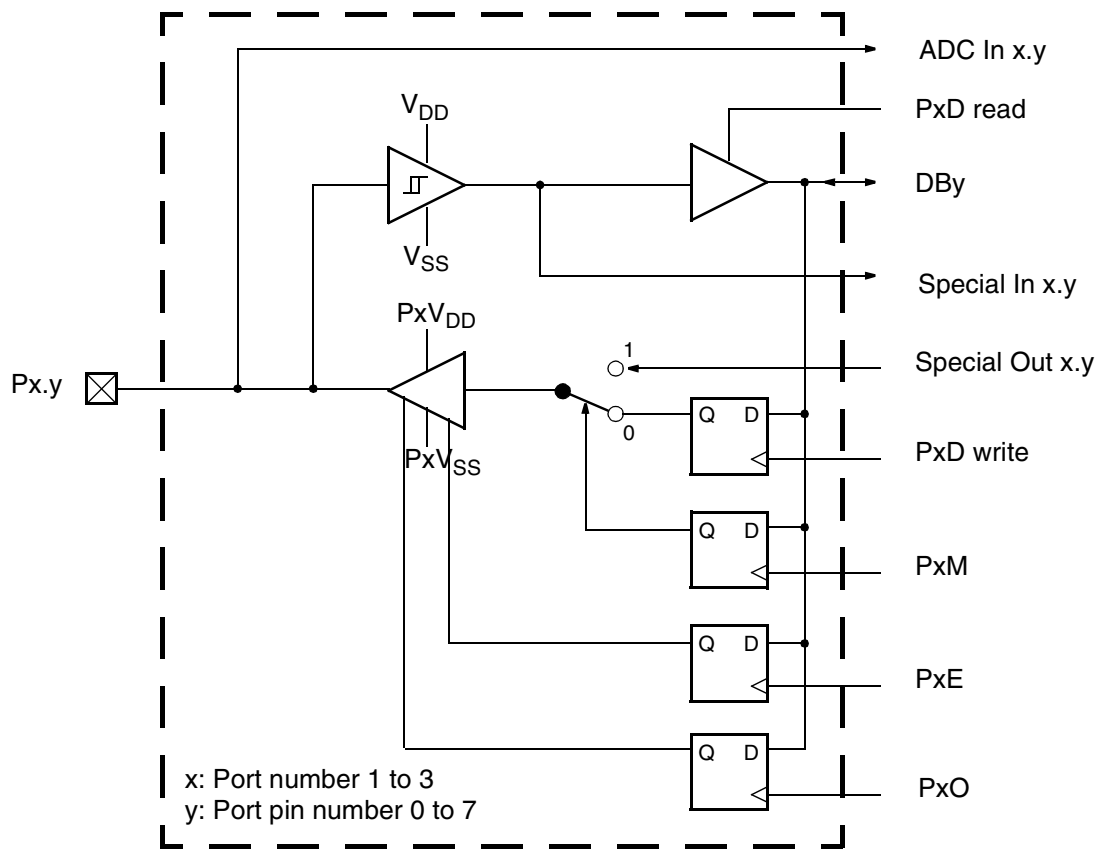 ADC In x.y
PxD read
VDD
DBy
VSS
Special In x.y
PxVDD
1
Special Out x.y
Px.y
0
Q D
PxD write
PxVSS
Q D
PxM
Q D
PxE
Q D
PxO
x: Port number 1 to 3
y: Port pin number 0 to 7